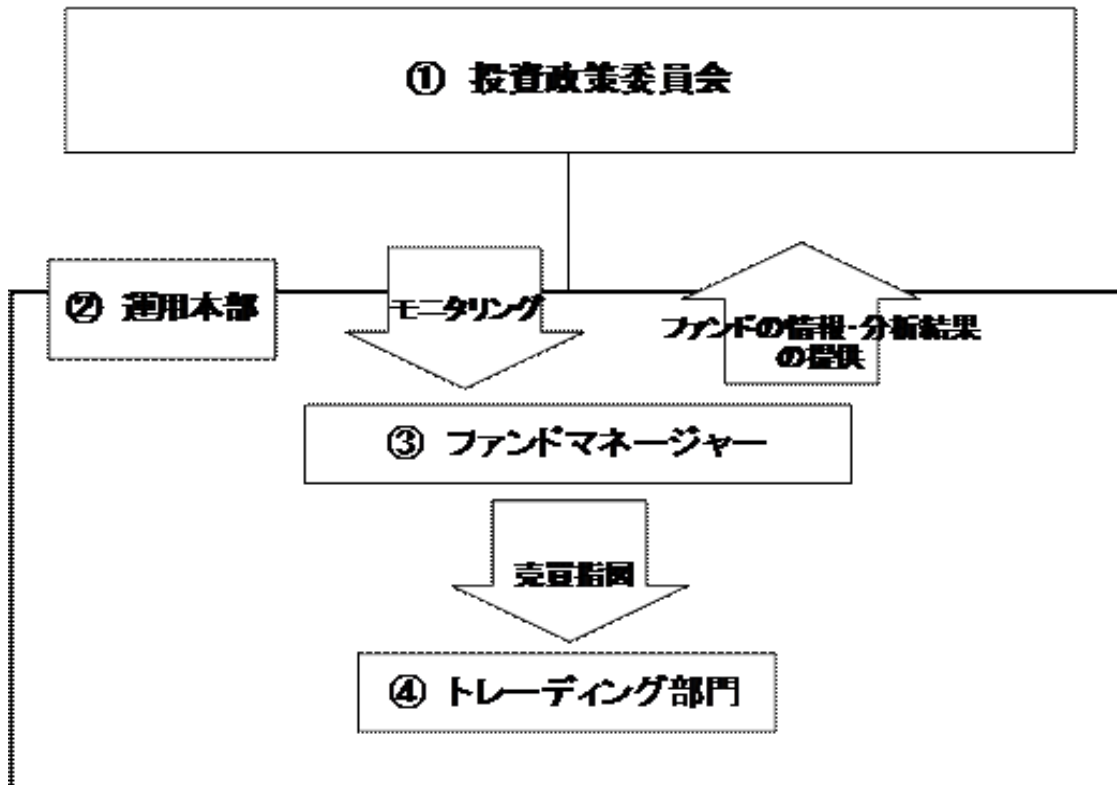 ① 投資政策委員会
② 運用本部
モニタリング
ファンドの情報・分析結果
の提供
③ ファンドマネージャー
売買指図
④ トレーディング部門